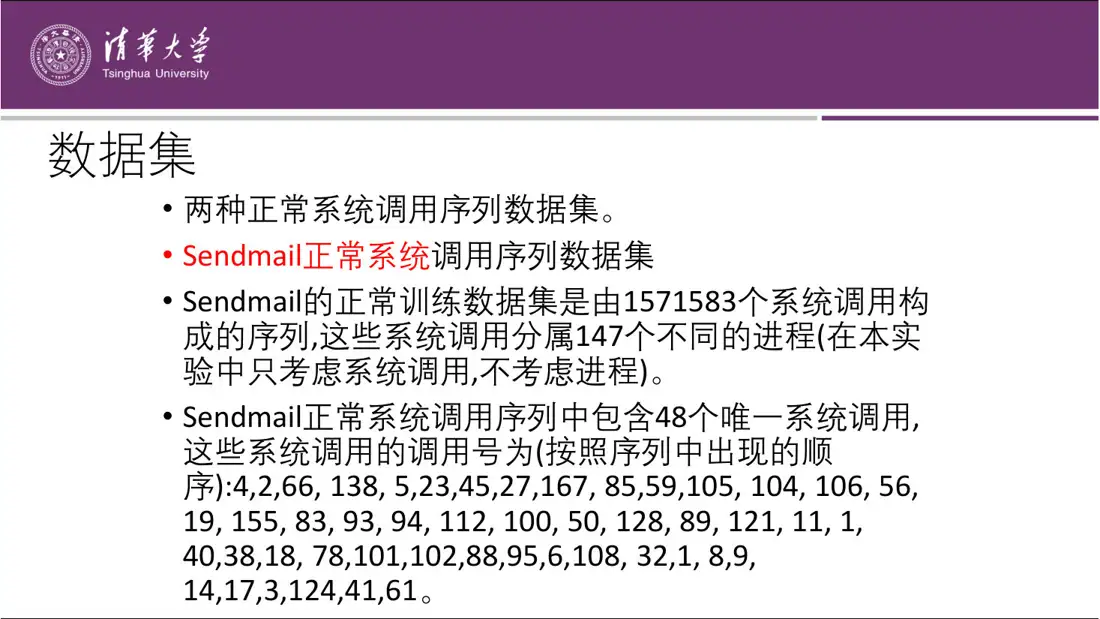 清华大学
Tsinghua University
数据集
• 两种正常系统调用序列数据集。
• Sendmail正常系统调用序列数据集
• Sendmail的正常训练数据集是由1571583个系统调用构
成的序列,这些系统调用分属147个不同的进程(在本实
验中只考虑系统调用,不考虑进程)。
• Sendmail正常系统调用序列中包含48个唯一系统调用,
这些系统调用的调用号为(按照序列中出现的顺
序):4,2,66, 138, 5,23,45,27,167, 85,59,105, 104, 106, 56,
19, 155, 83, 93, 94, 112, 100, 50, 128, 89, 121, 11, 1,
40,38,18, 78,101,102,88,95,6,108, 32,1, 8,9,
14,17,3,124,41,61。